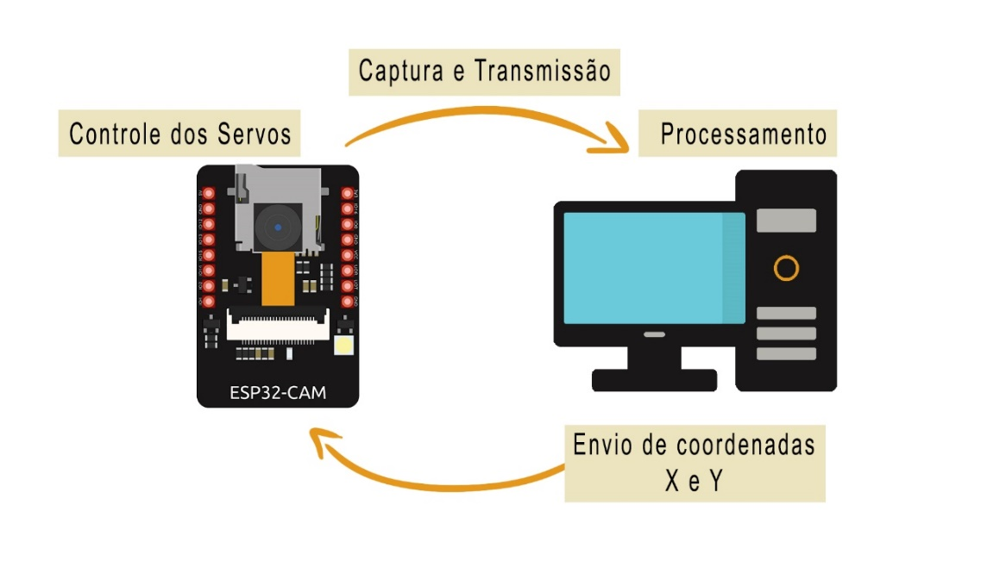 Captura e Transmissão
Controle dos Servos
Processamento
ESP32-CAM
Envio de coordenadas
X e Y